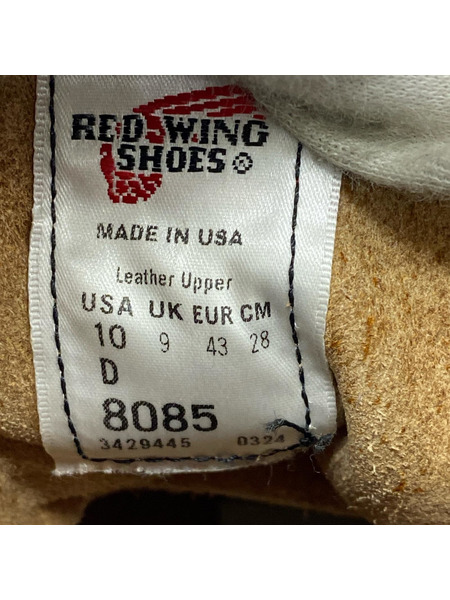 RED WING
SHOES®
MADE IN USA
Leather Upper
USA UK EUR CM
10 9 43 28
D
8085
3429445 0324